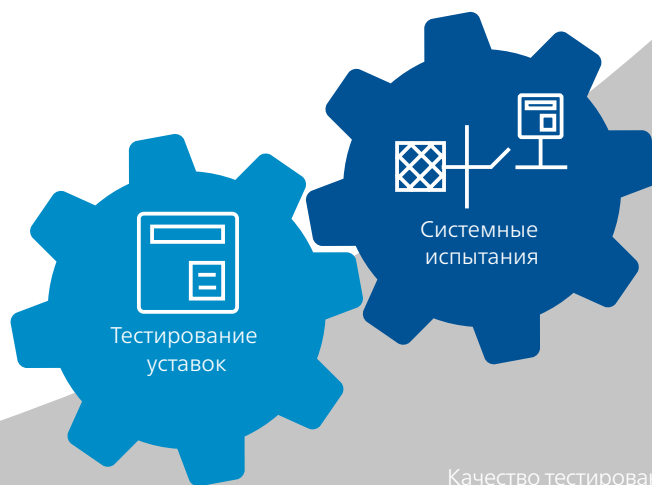 Системные
испытания
Тестирование
уставок
Качество